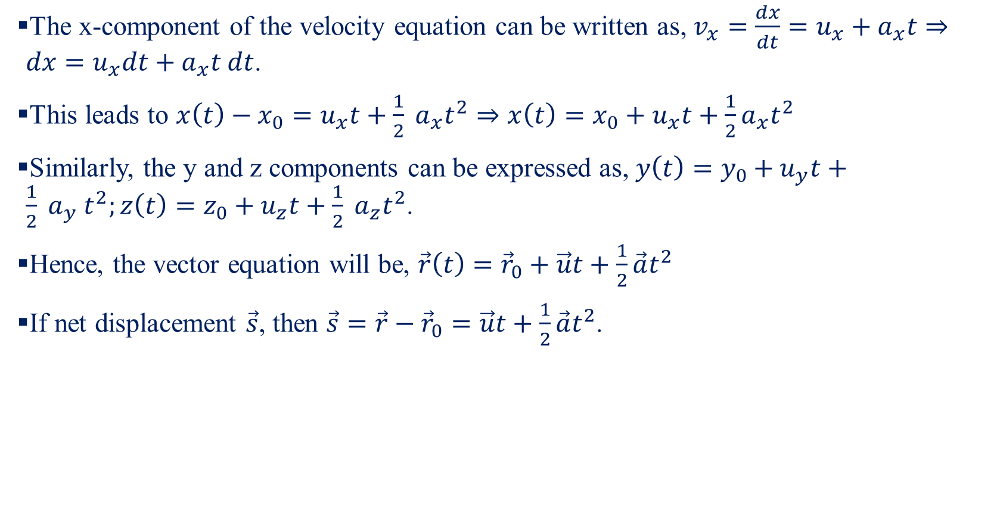 ▪The x-component of the velocity equation can be written as, $v_x = \frac{dx}{dt} = u_x + a_x t \Rightarrow$
$dx = u_x dt + a_x t \, dt.$
▪This leads to $x(t) - x_0 = u_x t + \frac{1}{2} \, a_x t^2 \Rightarrow x(t) = x_0 + u_x t + \frac{1}{2} a_x t^2$
▪Similarly, the y and z components can be expressed as, $y(t) = y_0 + u_y t +$
$\frac{1}{2} \, a_y \, t^2; z(t) = z_0 + u_z t + \frac{1}{2} \, a_z t^2.$
▪Hence, the vector equation will be, $\vec{r}(t) = \vec{r}_0 + \vec{u}t + \frac{1}{2}\vec{a}t^2$
▪If net displacement $\vec{s}$, then $\vec{s} = \vec{r} - \vec{r}_0 = \vec{u}t + \frac{1}{2}\vec{a}t^2.$